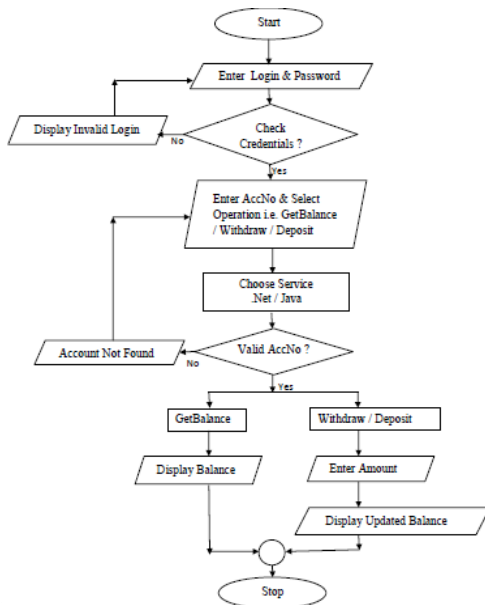 Start
Enter Login & Password
Display Invalid Login
No
Check
Credentials ?
Yes
Enter AccNo & Select
Operation i.e. GetBalance
/ Withdraw / Deposit
Choose Service
.Net / Java
Account Not Found
No
Valid AccNo ?
Yes
GetBalance
Withdraw / Deposit
Display Balance
Enter Amount
Display Updated Balance
Stop